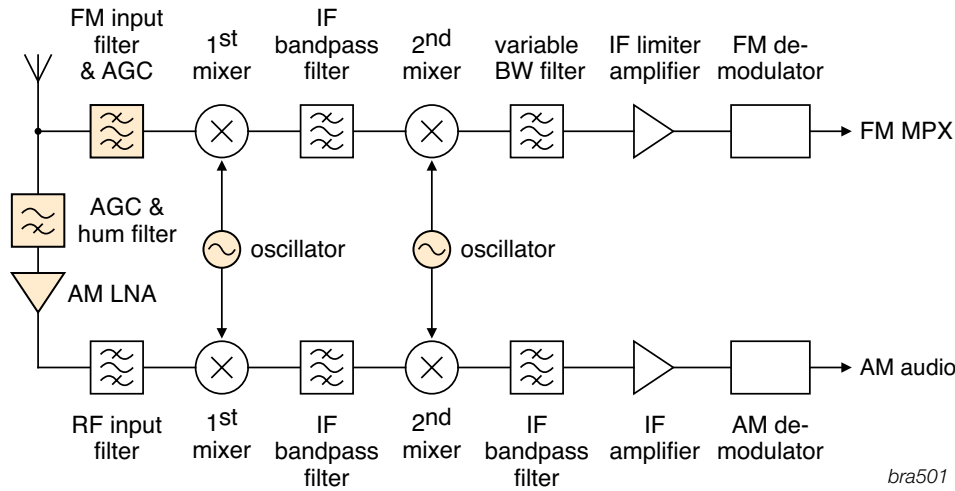 FM input
filter
& AGC
1st
mixer
IF
bandpass
filter
2nd
mixer
variable
BW filter
IF limiter
amplifier
FM de-
modulator
FM MPX
AGC &
hum filter
oscillator
oscillator
AM LNA
AM audio
RF input
filter
1st
mixer
IF
bandpass
filter
2nd
mixer
IF
bandpass
filter
IF
amplifier
AM de-
modulator
bra501